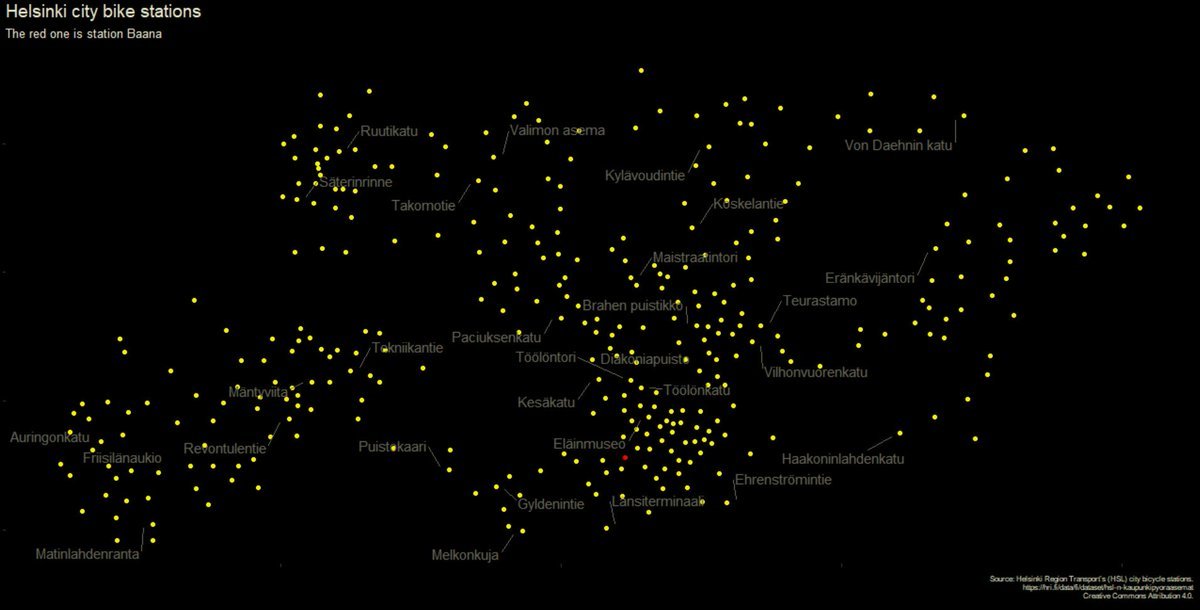 Helsinki city bike stations
The red one is station Baana
Ruutikatu
Valimon asema
Von Daehnin katu
Kylävoudintie
Säterinrinne
Takomotie
Koskelantie
Maistraatintori
Eränkävijäntori
Teurastamo
Brahen puistikko
Paciuksenkatu
Tekniikantie
Töölöntori
Diakoniapuisto
Vilhonvuorenkatu
Mäntyviita
Töölönkatu
Kesäkatu
Auringonkatu
Eläinmuseo
Puistokaari
Revontulentie
Friisilänaukio
Haakoninlahdenkatu
Ehrenströmintie
Gyldenintie
Länsiterminaali
Matinlahdenranta
Melkonkuja
Source: Helsinki Region Transport's (HSL) city bicycle stations.
https://hri.fi/data/fi/dataset/hsl-n-kaupunkipyoraasemat
Creative Commons Attribution 4.0.